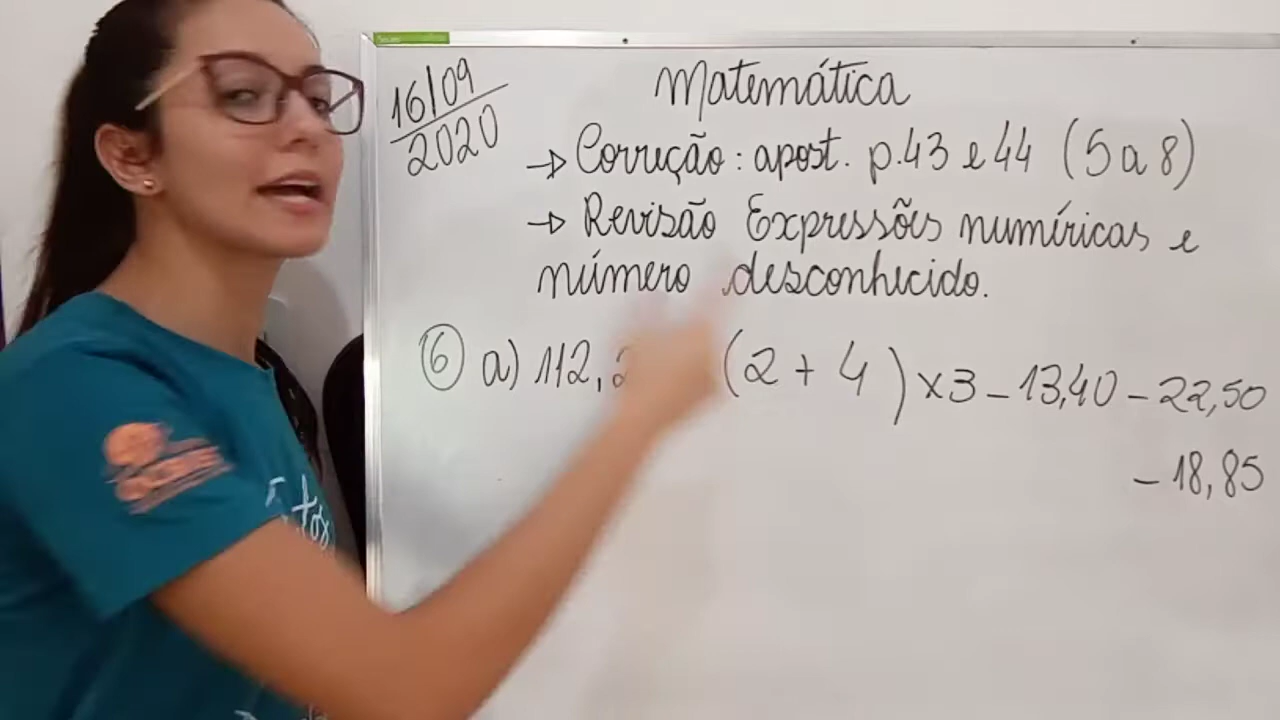 16/09
2020
Matemática
→ Correção: apost. p.43 e 44 (5 a 8)
→ Revisão Expressões numéricas e
número desconhecido.
6 a) 112, (2 + 4) x 3 - 13,40 - 22,50
- 18,85